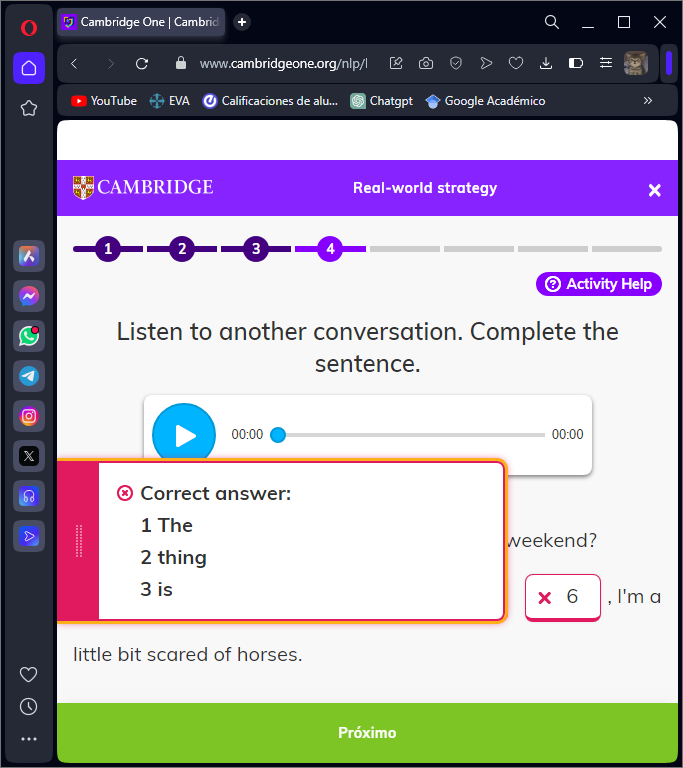 Cambridge One | Cambrid
www.cambridgeone.org/nlp/l
YouTube
EVA
Calificaciones de alu...
Chatgpt
Google Académico
CAMBRIDGE
Real-world strategy
1
2
3
4
Activity Help
Listen to another conversation. Complete the
sentence.
00:00
00:00
Correct answer:
1 The
2 thing
3 is
weekend?
6 , I'm a
little bit scared of horses.
Próximo